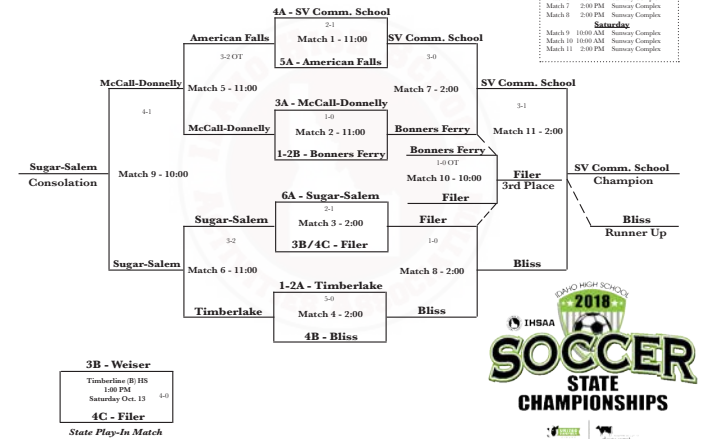 4A - SV Comm. School
2-1
Match 1 - 11:00
5A - American Falls
American Falls
SV Comm. School
3-2 OT
3-0
McCall-Donnelly
Match 5 - 11:00
Match 7 - 2:00
SV Comm. School
4-1
3-1
3A - McCall-Donnelly
1-0
Match 2 - 11:00
1-2B - Bonners Ferry
McCall-Donnelly
Bonners Ferry
Match 11 - 2:00
Bonners Ferry
1-0 OT
Match 10 - 10:00
Filer
Filer
3rd Place
Sugar-Salem
Consolation
Match 9 - 10:00
SV Comm. School
Champion
6A - Sugar-Salem
2-1
Match 3 - 2:00
3B/4C - Filer
Sugar-Salem
Filer
3-2
1-0
Bliss
Runner Up
Sugar-Salem
Match 6 - 11:00
Match 8 - 2:00
Bliss
1-2A - Timberlake
5-0
Match 4 - 2:00
4B - Bliss
Timberlake
Bliss
3B - Weiser
Timberline (B) HS
1:00 PM
Saturday Oct. 13
4-0
4C - Filer
State Play-In Match
Match 7 2:00 PM Sunway Complex
Match 8 2:00 PM Sunway Complex
Saturday
Match 9 10:00 AM Sunway Complex
Match 10 10:00 AM Sunway Complex
Match 11 2:00 PM Sunway Complex
IDAHO HIGH SCHOOL
2018
IHSAA
SOCCER
STATE
CHAMPIONSHIPS